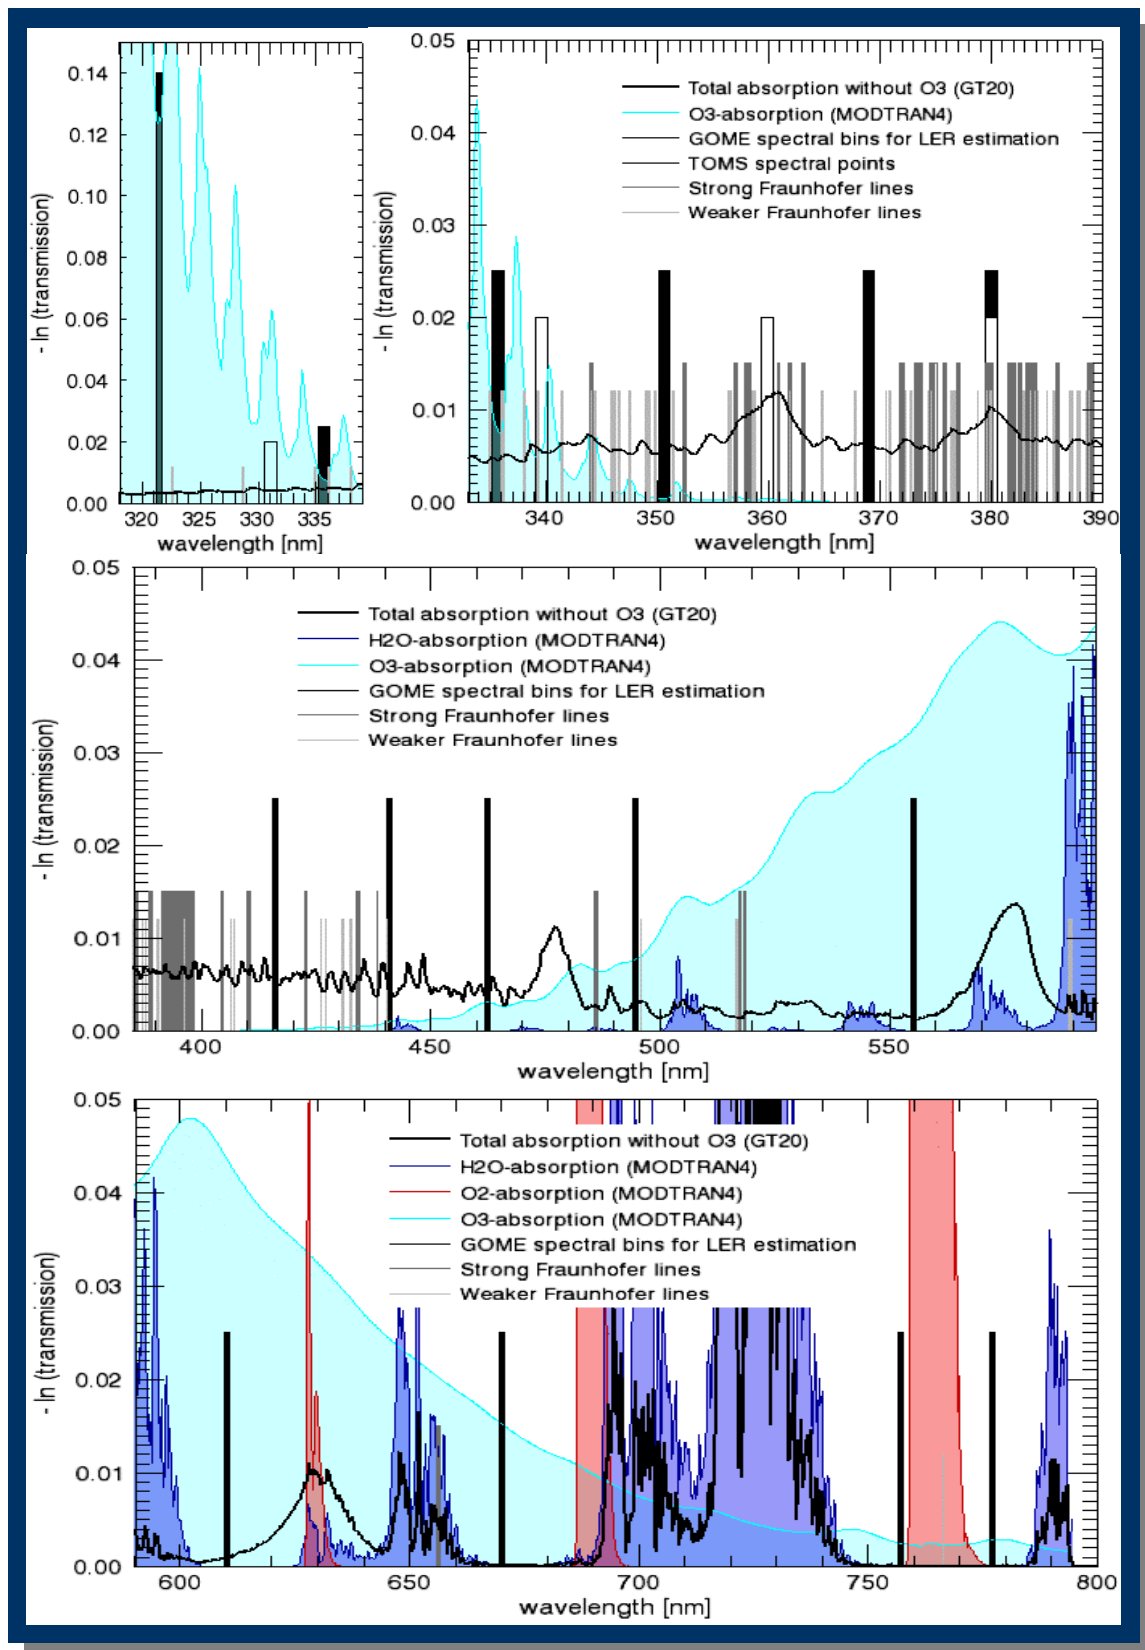 0.14
0.12
0.10
0.08
0.06
0.04
0.02
0.00
- ln (transmission)
320 325 330 335
wavelength [nm]
0.05
0.04
0.03
0.02
0.01
0.00
- ln (transmission)
Total absorption without O3 (GT20)
O3-absorption (MODTRAN4)
GOME spectral bins for LER estimation
TOMS spectral points
Strong Fraunhofer lines
Weaker Fraunhofer lines
340 350 360 370 380 390
wavelength [nm]
0.05
0.04
0.03
0.02
0.01
0.00
- ln (transmission)
Total absorption without O3 (GT20)
H2O-absorption (MODTRAN4)
O3-absorption (MODTRAN4)
GOME spectral bins for LER estimation
Strong Fraunhofer lines
Weaker Fraunhofer lines
400 450 500 550
wavelength [nm]
0.05
0.04
0.03
0.02
0.01
0.00
- ln (transmission)
Total absorption without O3 (GT20)
H2O-absorption (MODTRAN4)
O2-absorption (MODTRAN4)
O3-absorption (MODTRAN4)
GOME spectral bins for LER estimation
Strong Fraunhofer lines
Weaker Fraunhofer lines
600 650 700 750 800
wavelength [nm]